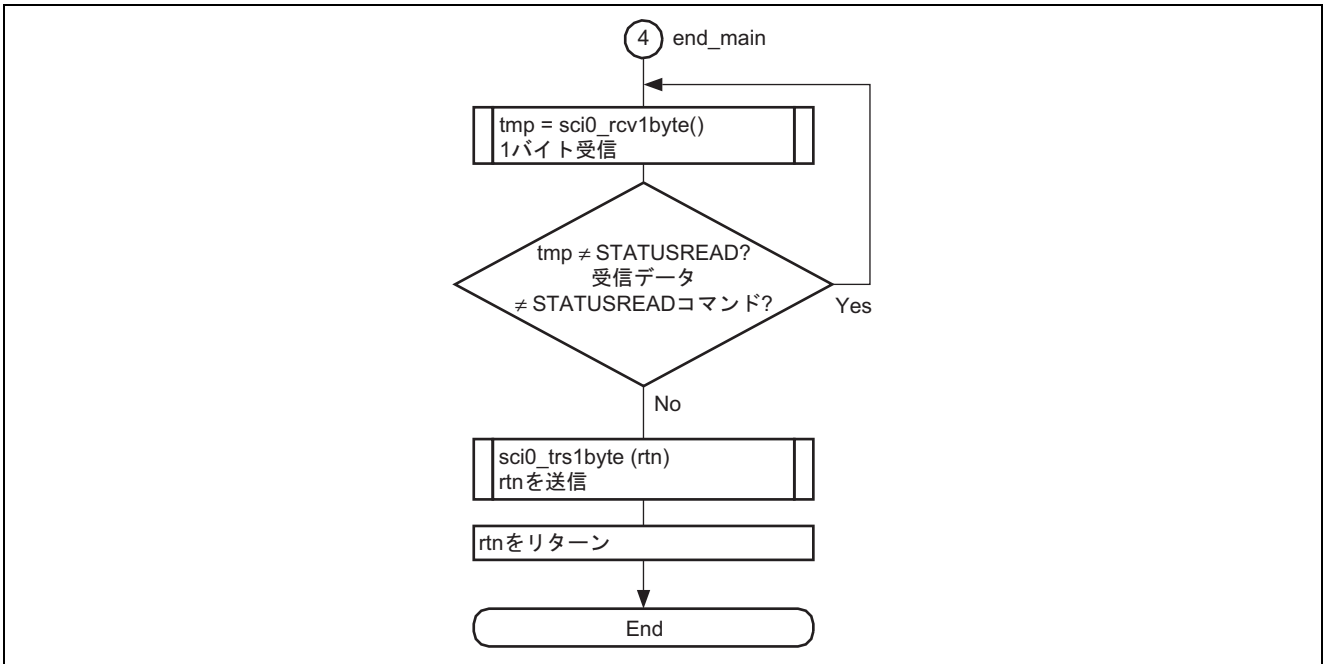 4 end_main
tmp = sci0_rcv1byte()
1バイト受信
tmp ≠ STATUSREAD?
受信データ
≠ STATUSREADコマンド?
Yes
No
sci0_trs1byte (rtn)
rtnを送信
rtnをリターン
End